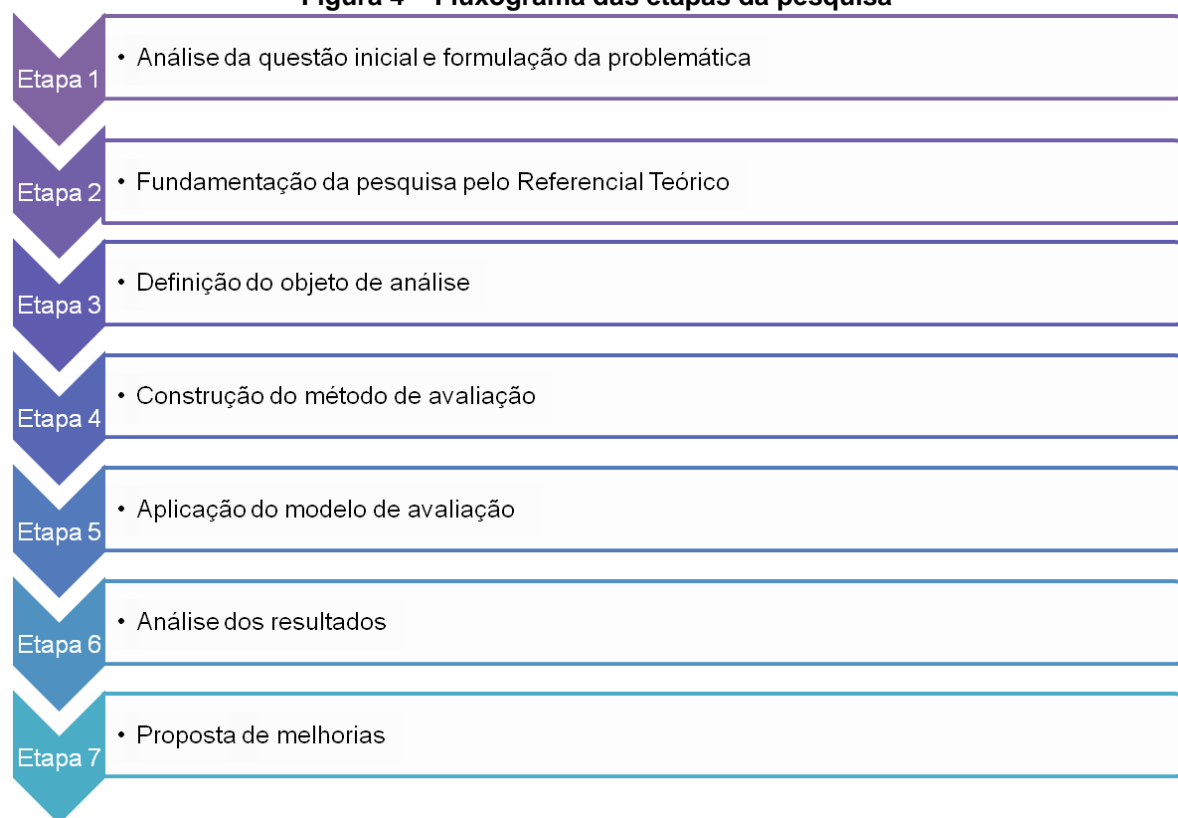 Figura 4 – Fluxograma das etapas da pesquisa
Etapa 1
• Análise da questão inicial e formulação da problemática
Etapa 2
• Fundamentação da pesquisa pelo Referencial Teórico
Etapa 3
• Definição do objeto de análise
Etapa 4
• Construção do método de avaliação
Etapa 5
• Aplicação do modelo de avaliação
Etapa 6
• Análise dos resultados
Etapa 7
• Proposta de melhorias